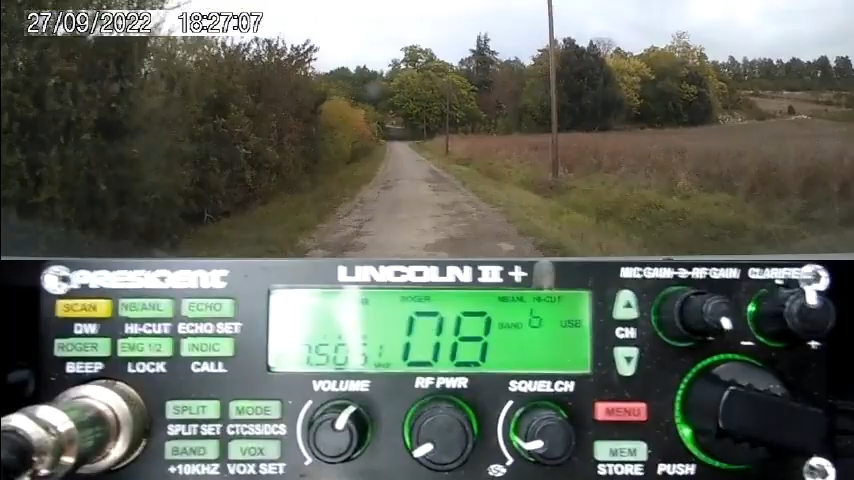 27/09/2022 18:27:07
PRESIDENT LINCOLN II + MIC GAIN RF GAIN CLARIFIER
SCAN NB/ANL ECHO
DW HI-CUT ECHO SET
ROGER EMG 1/2 INDIC
BEEP LOCK CALL
ROGER NB/ANL HI-CUT
08 BAND b USB
CH
VOLUME RF PWR SQUELCH
SPLIT MODE
SPLIT SET CTCSS/DCS
BAND VOX
+10KHZ VOX SET
MENU
MEM
STORE PUSH